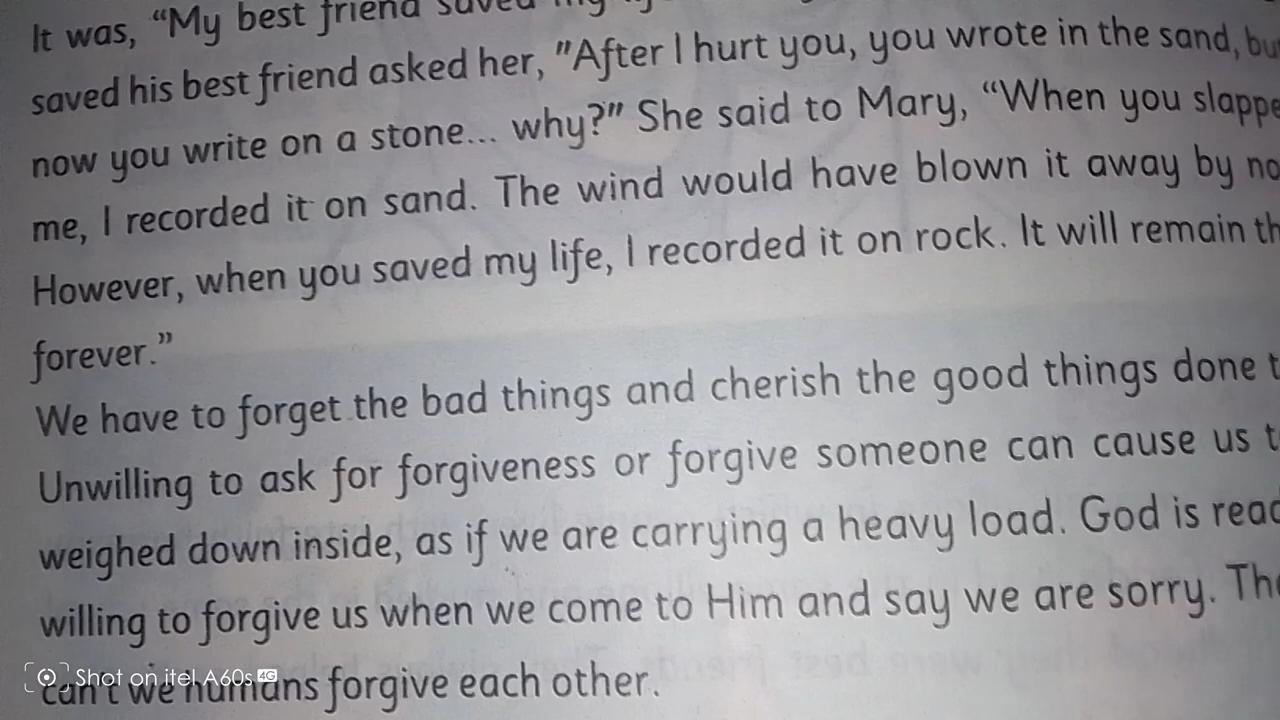 It was, “My best friend saved my
saved his best friend asked her, "After I hurt you, you wrote in the sand,
now you write on a stone... why?” She said to Mary, “When you
me, I recorded it on sand. The wind would have blown it away by
However, when you saved my life, I recorded it on rock. It will remain
forever.”
We have to forget the bad things and cherish the good things done
Unwilling to ask for forgiveness or forgive someone can cause us
weighed down inside, as if we are carrying a heavy load. God is
willing to forgive us when we come to Him and say we are sorry.
can't we humans forgive each other.
Shot on itel A60s 4G